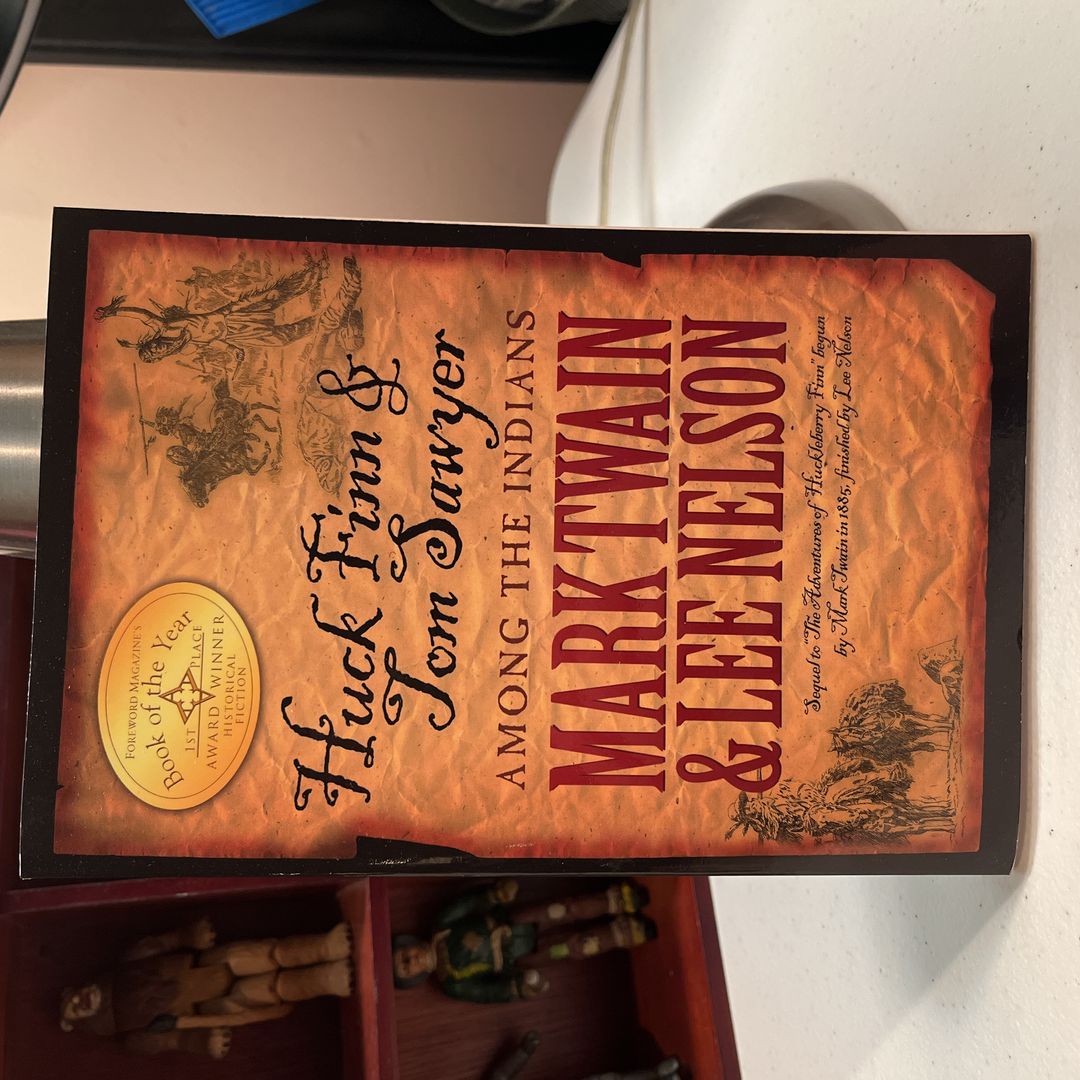 FOREWORD MAGAZINE'S
Book of the Year
1ST PLACE
AWARD WINNER
HISTORICAL
FICTION
Huck Finn &
Tom Sawyer
AMONG THE INDIANS
MARK TWAIN
& LEE NELSON
Sequel to "The Adventures of Huckleberry Finn" begun
by Mark Twain in 1885, finished by Lee Nelson